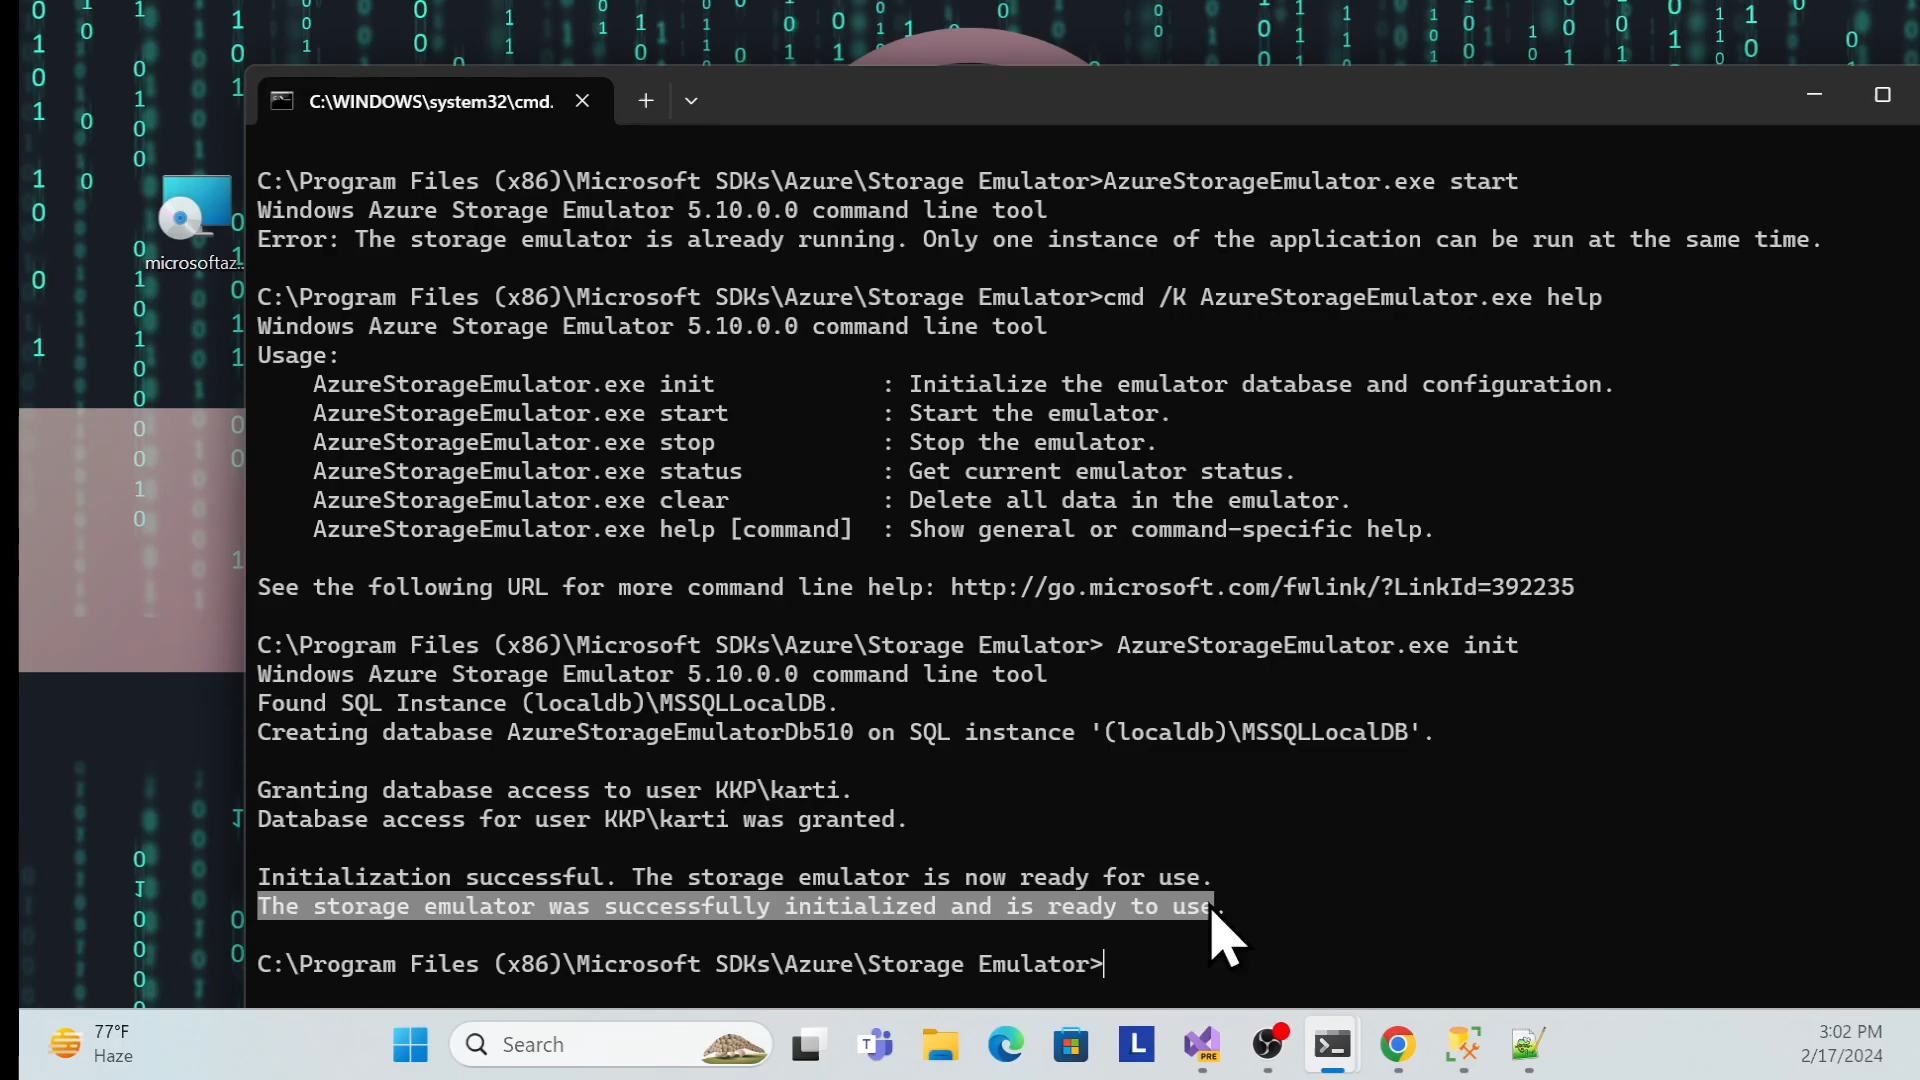 C:\WINDOWS\system32\cmd.
C:\Program Files (x86)\Microsoft SDKs\Azure\Storage Emulator>AzureStorageEmulator.exe start
Windows Azure Storage Emulator 5.10.0.0 command line tool
Error: The storage emulator is already running. Only one instance of the application can be run at the same time.
C:\Program Files (x86)\Microsoft SDKs\Azure\Storage Emulator>cmd /K AzureStorageEmulator.exe help
Windows Azure Storage Emulator 5.10.0.0 command line tool
Usage:
AzureStorageEmulator.exe init : Initialize the emulator database and configuration.
AzureStorageEmulator.exe start : Start the emulator.
AzureStorageEmulator.exe stop : Stop the emulator.
AzureStorageEmulator.exe status : Get current emulator status.
AzureStorageEmulator.exe clear : Delete all data in the emulator.
AzureStorageEmulator.exe help [command] : Show general or command-specific help.
See the following URL for more command line help: http://go.microsoft.com/fwlink/?LinkId=392235
C:\Program Files (x86)\Microsoft SDKs\Azure\Storage Emulator> AzureStorageEmulator.exe init
Windows Azure Storage Emulator 5.10.0.0 command line tool
Found SQL Instance (localdb)\MSSQLLocalDB.
Creating database AzureStorageEmulatorDb510 on SQL instance '(localdb)\MSSQLLocalDB'.
Granting database access to user KKP\karti.
Database access for user KKP\karti was granted.
Initialization successful. The storage emulator is now ready for use.
The storage emulator was successfully initialized and is ready to use.
C:\Program Files (x86)\Microsoft SDKs\Azure\Storage Emulator>
microsoftaz...
77°F
Haze
Search
T
L
PRE
3:02 PM
2/17/2024